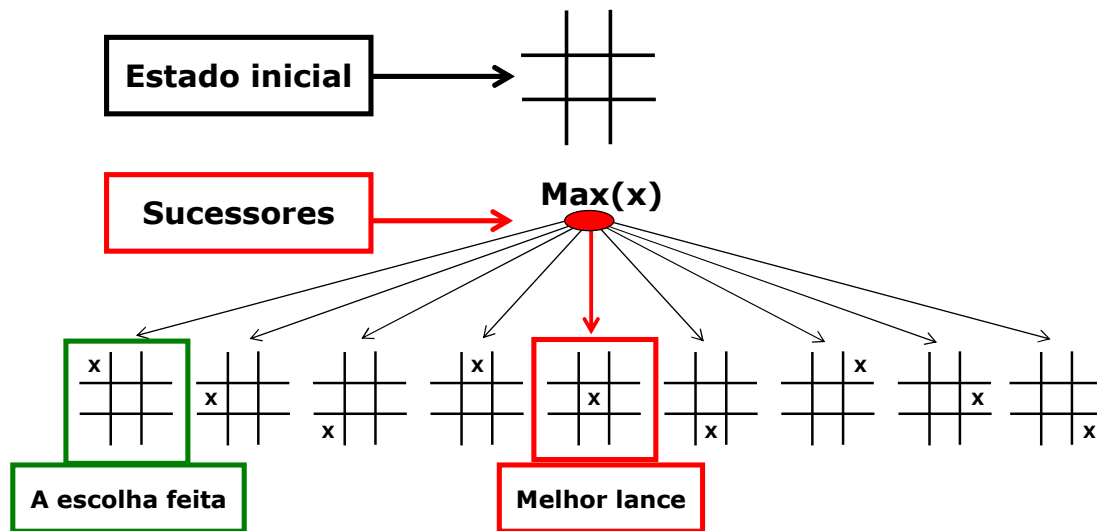 Estado inicial
Max(x)
Sucessores
x
x
x
x
x
x
x
x
x
A escolha feita
Melhor lance